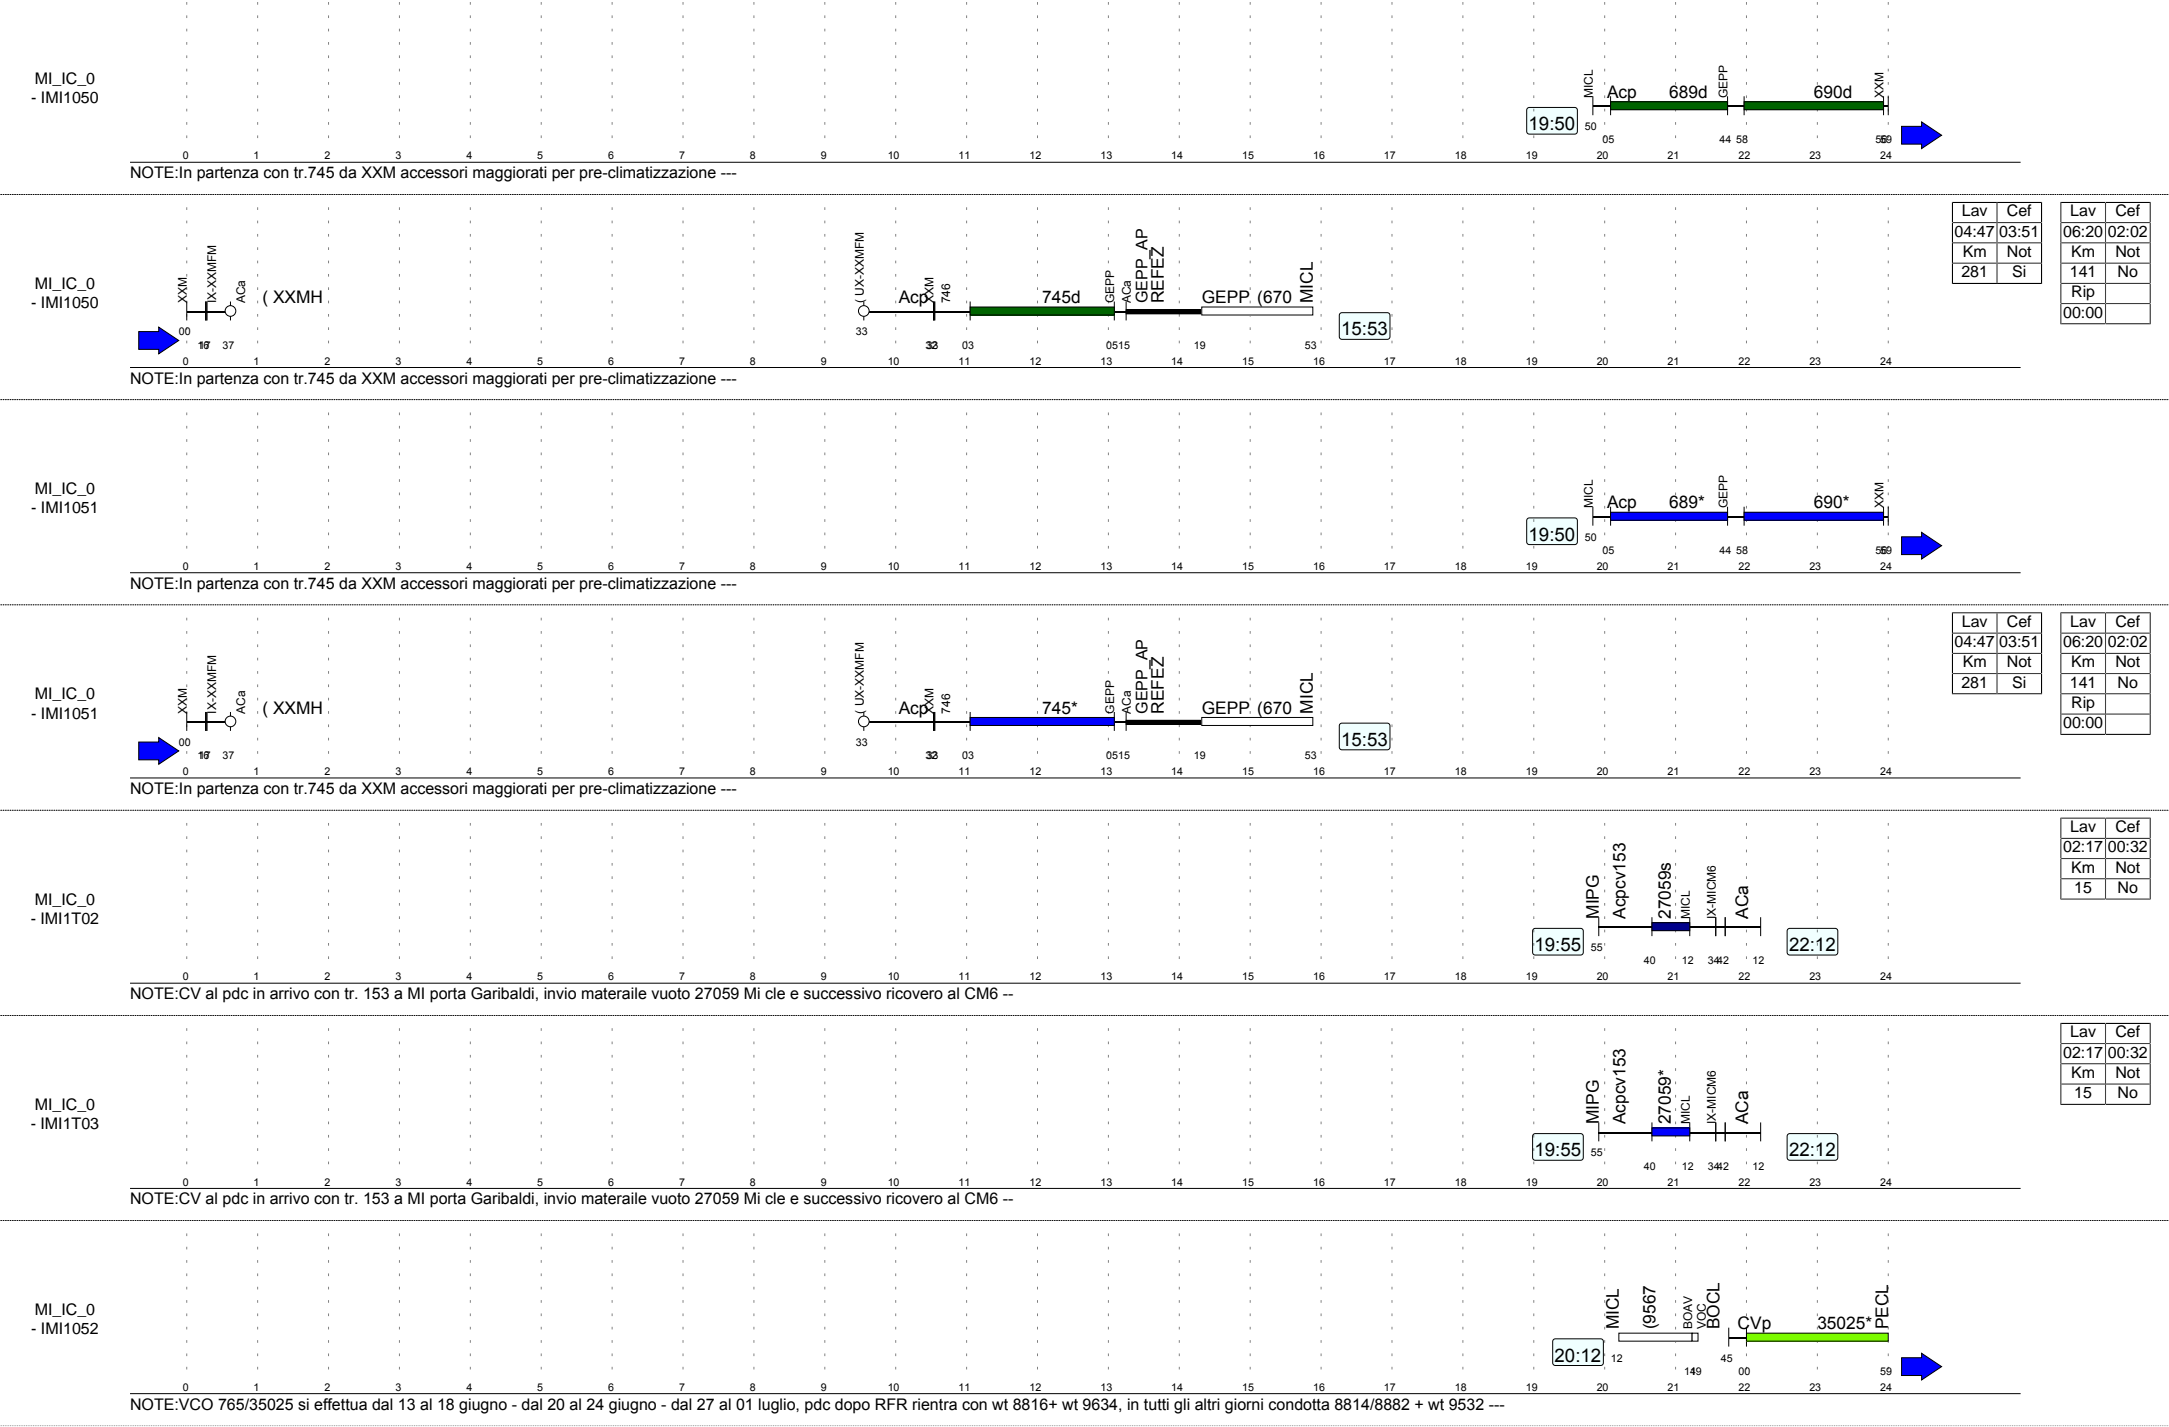 MI_IC_0
- IMI1050
MICL Acp 689d GEPP 690d XXM
19:50 50 05 44 58 59
0 1 2 3 4 5 6 7 8 9 10 11 12 13 14 15 16 17 18 19 20 21 22 23 24
NOTE:In partenza con tr.745 da XXM accessori maggiorati per pre-climatizzazione ---
MI_IC_0
- IMI1050
XXM IX-XXMFM ACa ( XXMH ( UX-XXMFM Acp XXM 746 745d GEPP ACa GEPP_AP REFEZ GEPP (670 MICL
00 17 37 33 33 03 05 15 19 53 15:53
0 1 2 3 4 5 6 7 8 9 10 11 12 13 14 15 16 17 18 19 20 21 22 23 24
NOTE:In partenza con tr.745 da XXM accessori maggiorati per pre-climatizzazione ---
Lav Cef Lav Cef
04:47 03:51 06:20 02:02
Km Not Km Not
281 Si 141 No
Rip
00:00
MI_IC_0
- IMI1051
MICL Acp 689* GEPP 690* XXM
19:50 50 05 44 58 59
0 1 2 3 4 5 6 7 8 9 10 11 12 13 14 15 16 17 18 19 20 21 22 23 24
NOTE:In partenza con tr.745 da XXM accessori maggiorati per pre-climatizzazione ---
MI_IC_0
- IMI1051
XXM IX-XXMFM ACa ( XXMH ( UX-XXMFM Acp XXM 746 745* GEPP ACa GEPP_AP REFEZ GEPP (670 MICL
00 17 37 33 33 03 05 15 19 53 15:53
0 1 2 3 4 5 6 7 8 9 10 11 12 13 14 15 16 17 18 19 20 21 22 23 24
NOTE:In partenza con tr.745 da XXM accessori maggiorati per pre-climatizzazione ---
Lav Cef Lav Cef
04:47 03:51 06:20 02:02
Km Not Km Not
281 Si 141 No
Rip
00:00
MI_IC_0
- IMI1T02
MIPG Acpcv153 27059s MICL IX-MICM6 ACa
19:55 55 40 12 34 42 12 22:12
0 1 2 3 4 5 6 7 8 9 10 11 12 13 14 15 16 17 18 19 20 21 22 23 24
NOTE:CV al pdc in arrivo con tr. 153 a MI porta Garibaldi, invio materaile vuoto 27059 Mi cle e successivo ricovero al CM6 --
Lav Cef
02:17 00:32
Km Not
15 No
MI_IC_0
- IMI1T03
MIPG Acpcv153 27059* MICL IX-MICM6 ACa
19:55 55 40 12 34 42 12 22:12
0 1 2 3 4 5 6 7 8 9 10 11 12 13 14 15 16 17 18 19 20 21 22 23 24
NOTE:CV al pdc in arrivo con tr. 153 a MI porta Garibaldi, invio materaile vuoto 27059 Mi cle e successivo ricovero al CM6 --
Lav Cef
02:17 00:32
Km Not
15 No
MI_IC_0
- IMI1052
MICL (9567 BOAV VOC BOCL CVp 35025* PECL
20:12 12 45 00 59
0 1 2 3 4 5 6 7 8 9 10 11 12 13 14 15 16 17 18 19 20 21 22 23 24
NOTE:VCO 765/35025 si effettua dal 13 al 18 giugno - dal 20 al 24 giugno - dal 27 al 01 luglio, pdc dopo RFR rientra con wt 8816+ wt 9634, in tutti gli altri giorni condotta 8814/8882 + wt 9532 ---